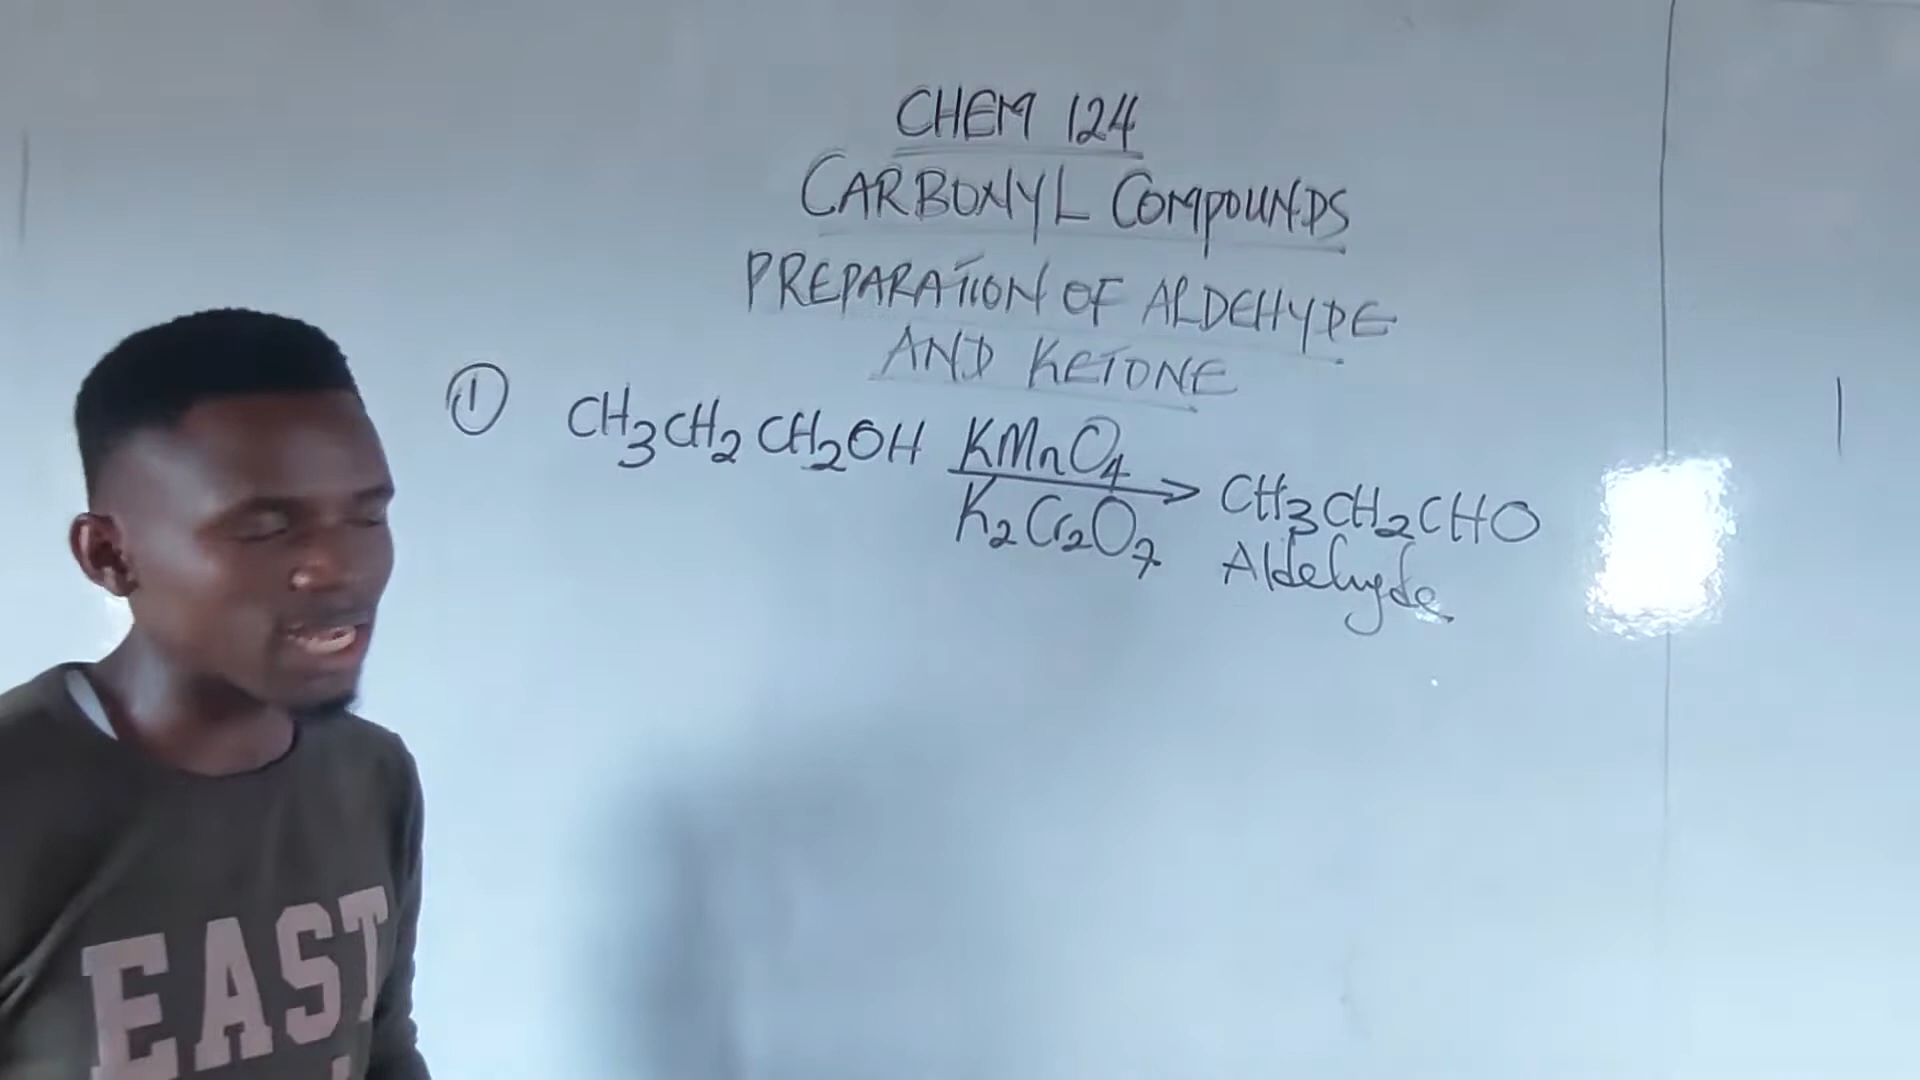 CHEM 124
CARBONYL COMPOUNDS
PREPARATION OF ALDEHYDE
AND KETONE
① CH₃CH₂CH₂OH KMnO₄ → CH₃CH₂CHO
K₂Cr₂O₇ Aldehyde
EAST